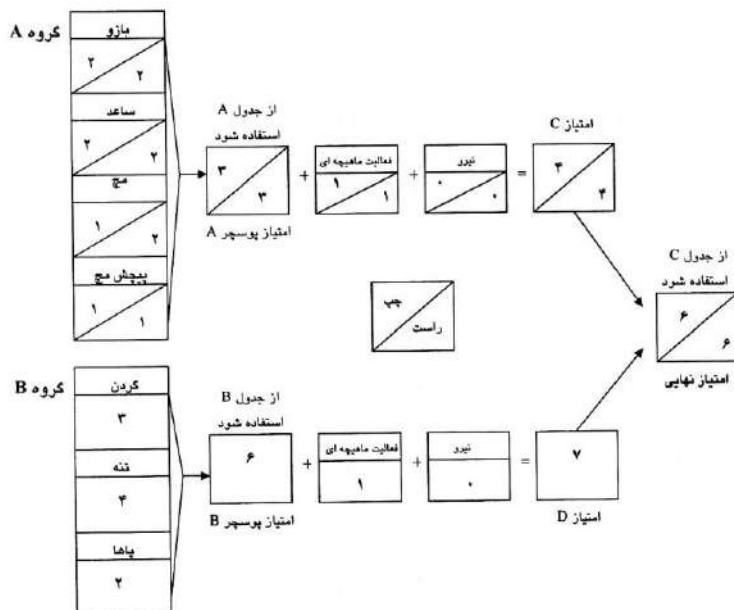 گروه A
بازو
۲ ۲
ساعد
۲ ۲
مچ
۱ ۲
پیچش مچ
۱ ۱
از جدول A
استفاده شود
۳ ۳
امتیاز پوسچر A
+
فعالیت ماهیچه ای
۱ ۱
+
نیرو
۰ ۰
=
امتیاز C
۴ ۴
چپ
راست
از جدول C
استفاده شود
۶ ۶
امتیاز نهایی
گروه B
گردن
۳
تنه
۴
پاها
۲
از جدول B
استفاده شود
۶
امتیاز پوسچر B
+
فعالیت ماهیچه ای
۱
+
نیرو
۰
=
۷
امتیاز D